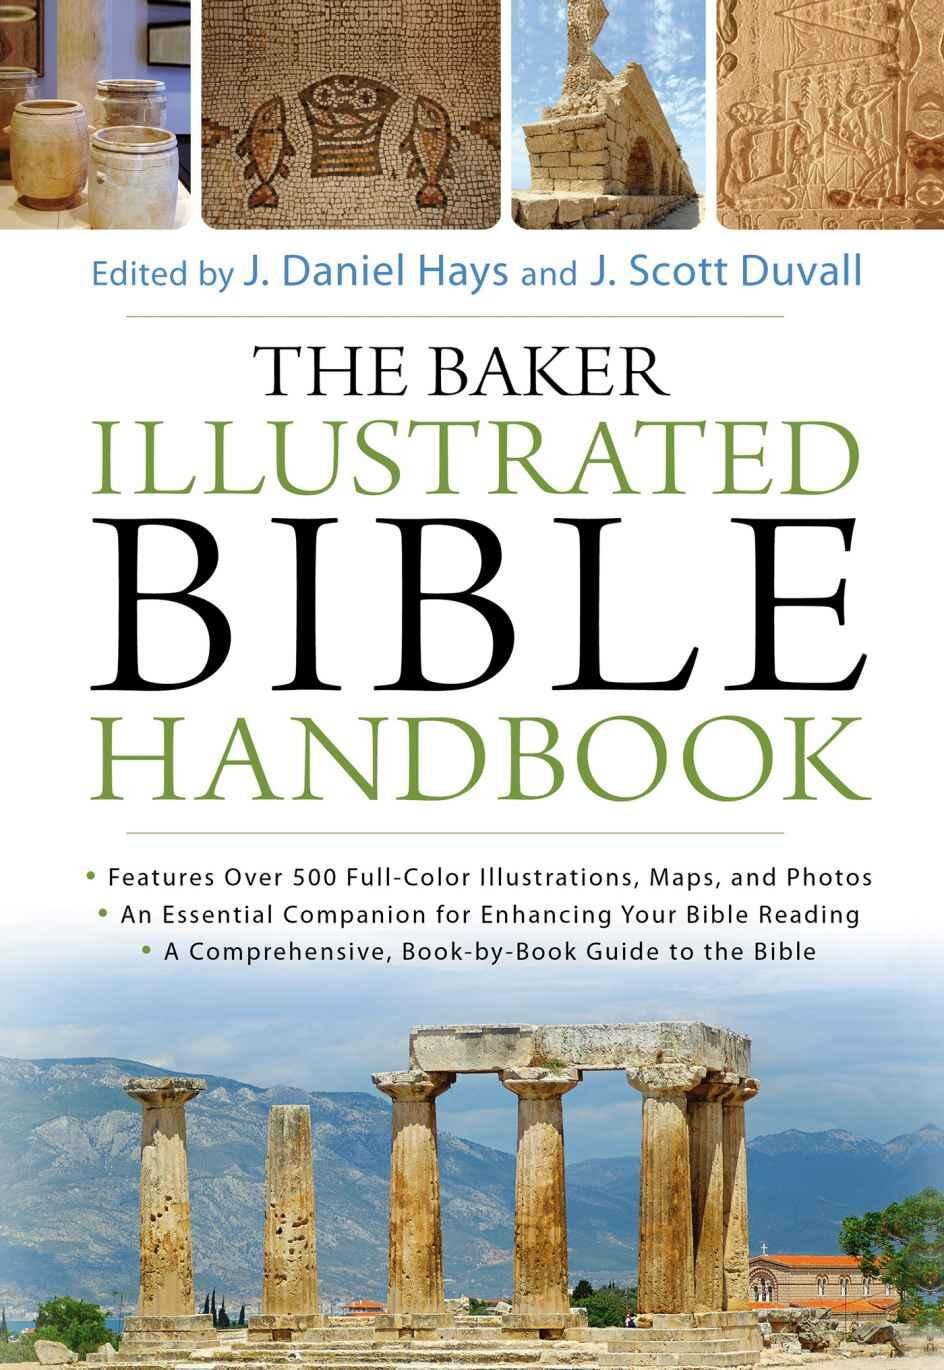 Edited by J. Daniel Hays and J. Scott Duvall
THE BAKER
ILLUSTRATED
BIBLE
HANDBOOK
• Features Over 500 Full-Color Illustrations, Maps, and Photos
• An Essential Companion for Enhancing Your Bible Reading
• A Comprehensive, Book-by-Book Guide to the Bible